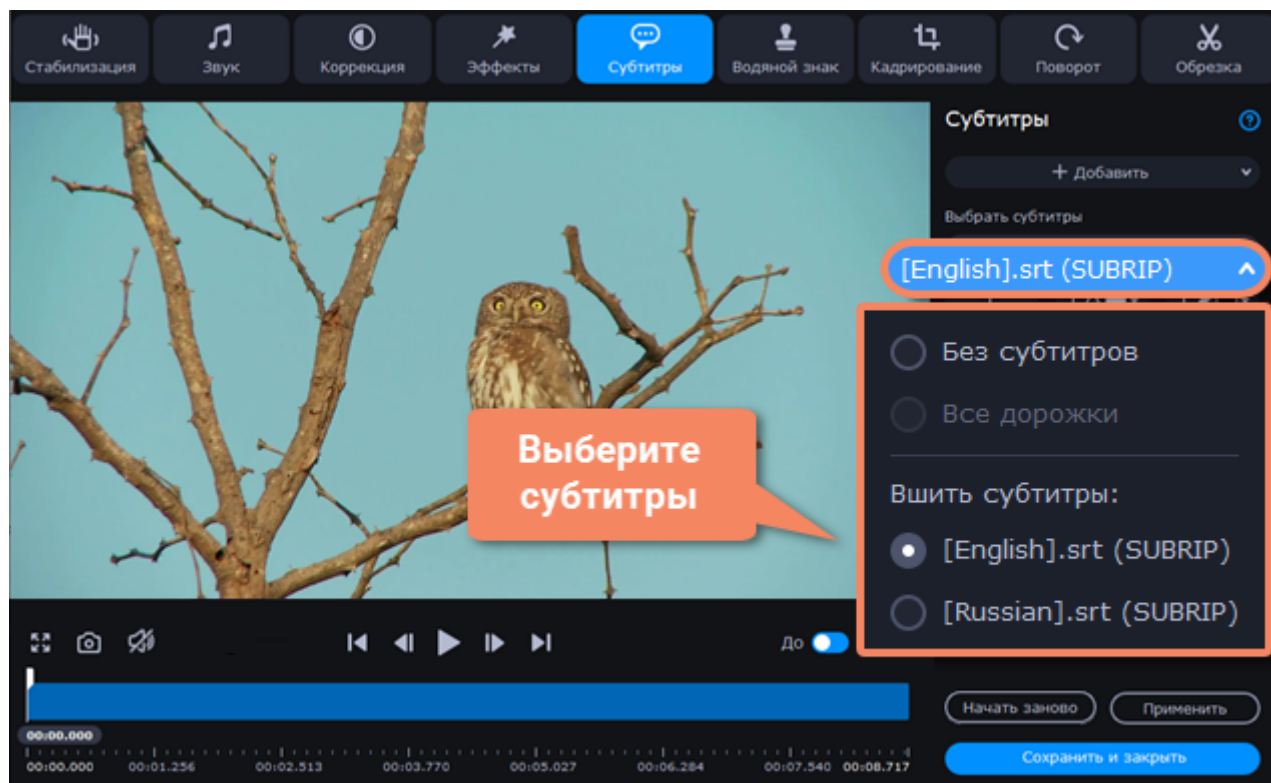 Стабилизация
Звук
Коррекция
Эффекты
Субтитры
Водяной знак
Кадрирование
Поворот
Обрезка
Субтитры
?
+ Добавить
Выбрать субтитры
[English].srt (SUBRIP)
Без субтитров
Все дорожки
Вшить субтитры:
[English].srt (SUBRIP)
[Russian].srt (SUBRIP)
Выберите
субтитры
До
00:00.000
00:00.000 00:01.256 00:02.513 00:03.770 00:05.027 00:06.284 00:07.540 00:08.717
Начать заново
Применить
Сохранить и закрыть